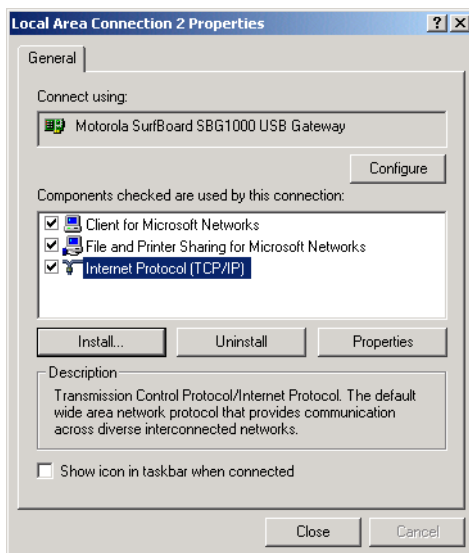 Local Area Connection 2 Properties
General
Connect using:
Motorola SurfBoard SBG1000 USB Gateway
Configure
Components checked are used by this connection:
Client for Microsoft Networks
File and Printer Sharing for Microsoft Networks
Internet Protocol (TCP/IP)
Install... Uninstall Properties
Description
Transmission Control Protocol/Internet Protocol. The default
wide area network protocol that provides communication
across diverse interconnected networks.
Show icon in taskbar when connected
Close Cancel